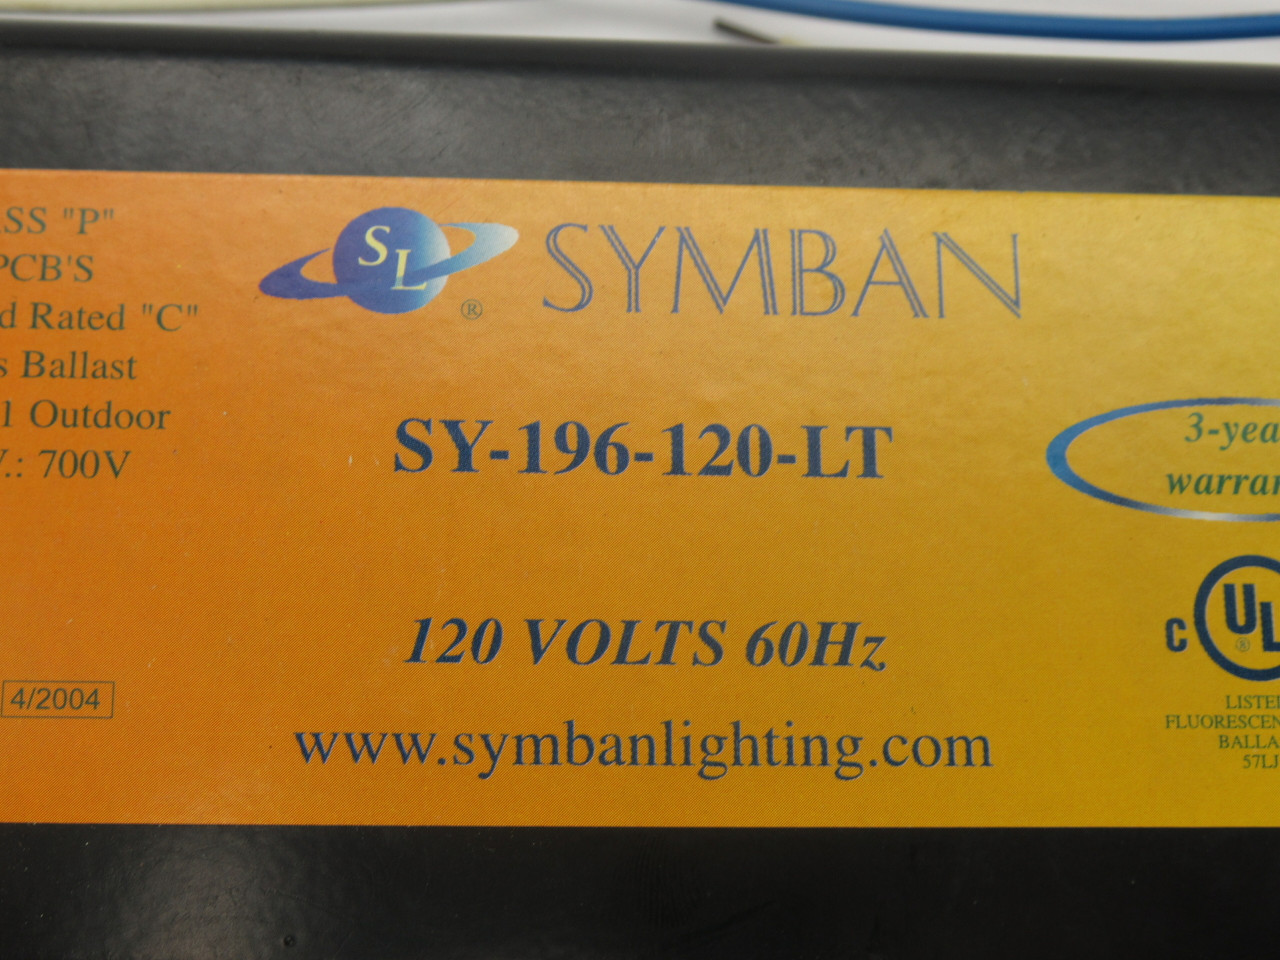 ASS "P"
PCB'S
d Rated "C"
s Ballast
1 Outdoor
V.: 700V
4/2004
SL
®
SYMBAN
SY-196-120-LT
120 VOLTS 60Hz
www.symbanlighting.com
3-yea
warran
C UL
®
LISTE
FLUORESCEN
BALLA
57LJ